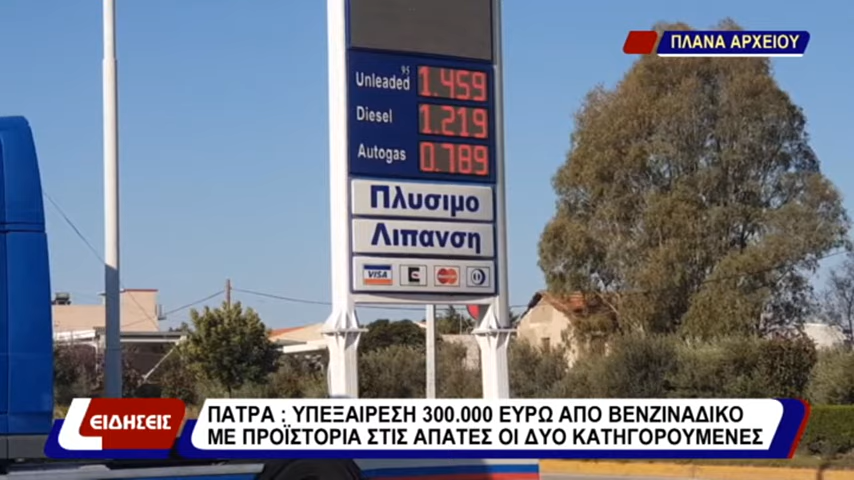 ΠΛΑΝΑ ΑΡΧΕΙΟΥ
Unleaded 95 1.459
Diesel 1.219
Autogas 0.789
Πλυσιμο
Λιπανση
VISA E MasterCard
ΕΙΔΗΣΕΙΣ
ΠΑΤΡΑ : ΥΠΕΞΑΙΡΕΣΗ 300.000 ΕΥΡΩ ΑΠΟ ΒΕΝΖΙΝΑΔΙΚΟ
ΜΕ ΠΡΟΪΣΤΟΡΙΑ ΣΤΙΣ ΑΠΑΤΕΣ ΟΙ ΔΥΟ ΚΑΤΗΓΟΡΟΥΜΕΝΕΣ